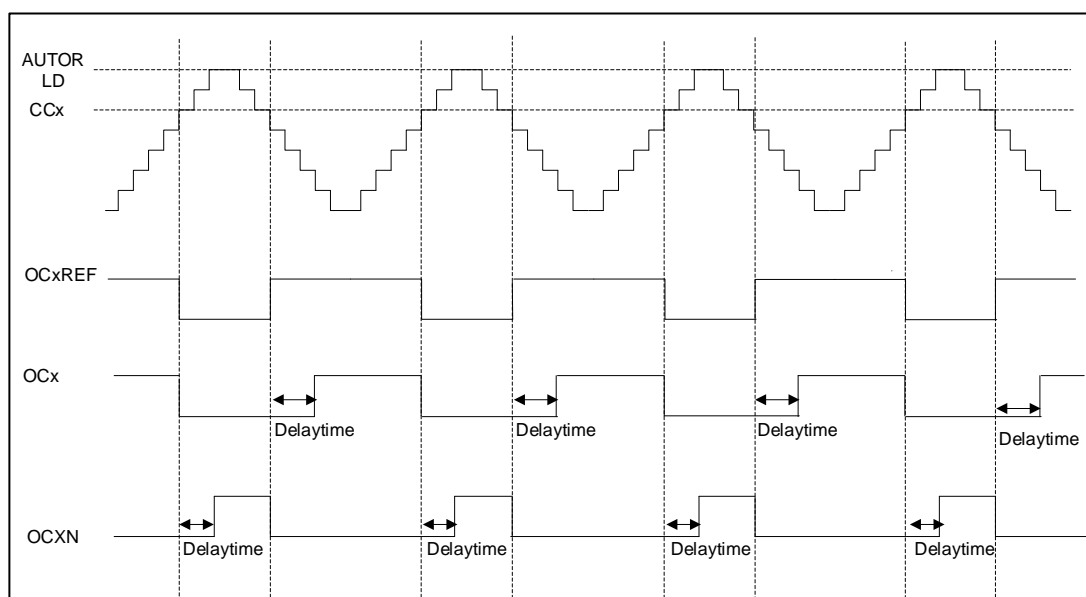 AUTOR
LD
CCx
OCxREF
OCx
Delaytime
Delaytime
Delaytime
Delaytime
OCXN
Delaytime
Delaytime
Delaytime
Delaytime